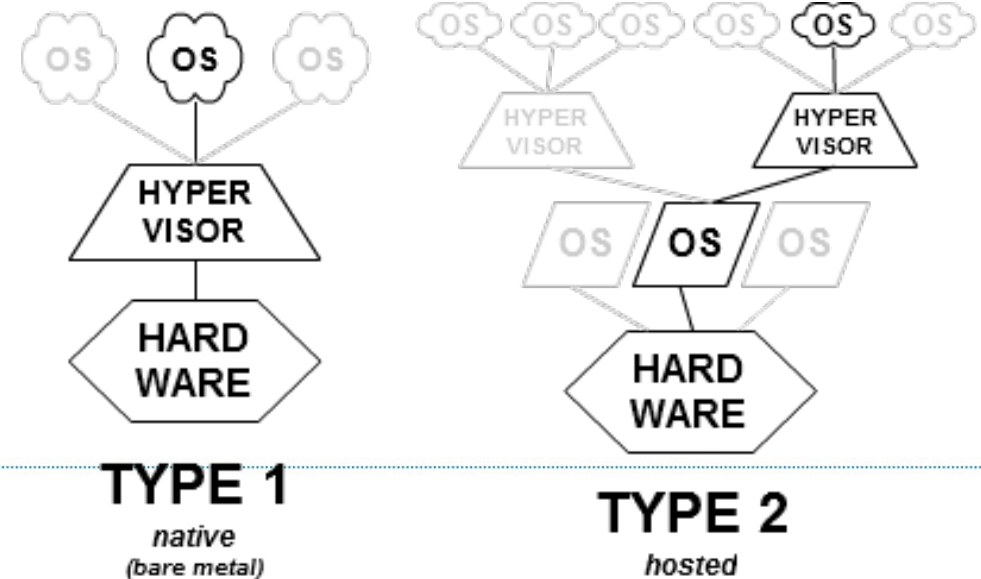 OS OS OS
HYPER
VISOR
HARD
WARE
TYPE 1
native
(bare metal)
OS OS OS OS OS OS
HYPER HYPER
VISOR VISOR
OS OS OS
HARD
WARE
TYPE 2
hosted